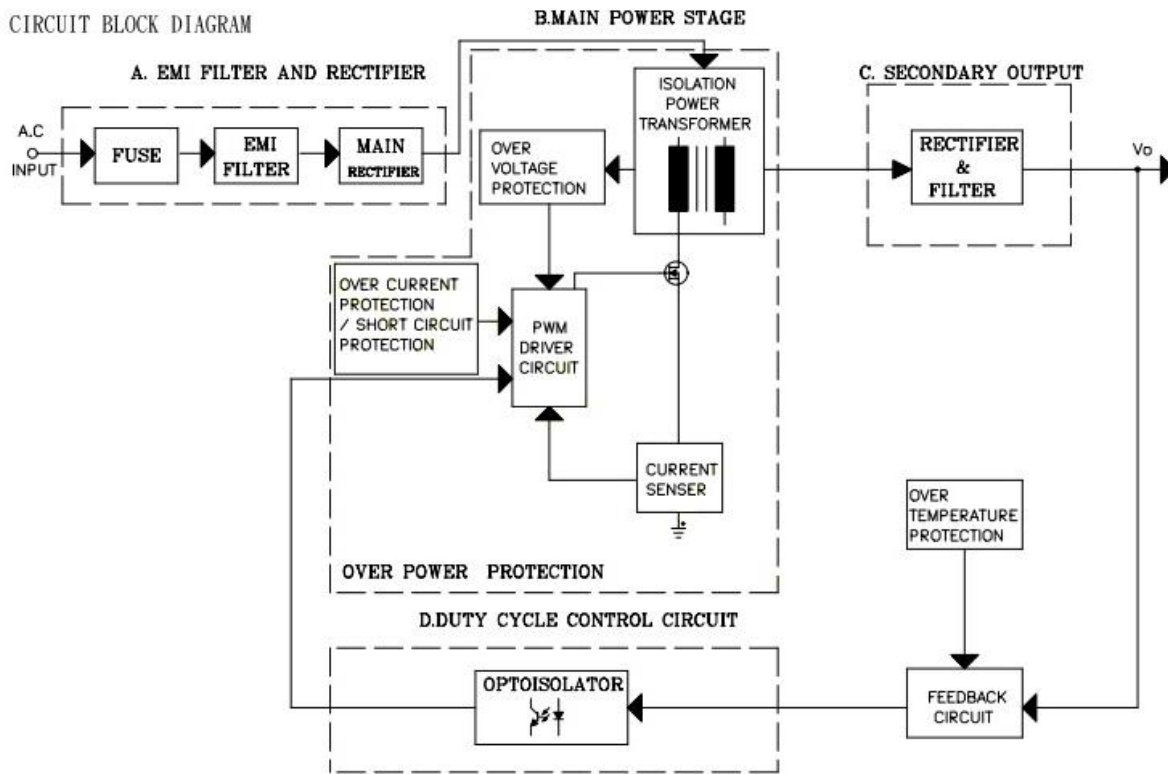 CIRCUIT BLOCK DIAGRAM
B.MAIN POWER STAGE
A. EMI FILTER AND RECTIFIER
C. SECONDARY OUTPUT
A.C
INPUT
FUSE
EMI
FILTER
MAIN
RECTIFIER
ISOLATION
POWER
TRANSFORMER
OVER
VOLTAGE
PROTECTION
RECTIFIER
&
FILTER
Vo
OVER CURRENT
PROTECTION
/ SHORT CIRCUIT
PROTECTION
PWM
DRIVER
CIRCUIT
CURRENT
SENSER
OVER
TEMPERATURE
PROTECTION
OVER POWER PROTECTION
D.DUTY CYCLE CONTROL CIRCUIT
OPTOISOLATOR
FEEDBACK
CIRCUIT